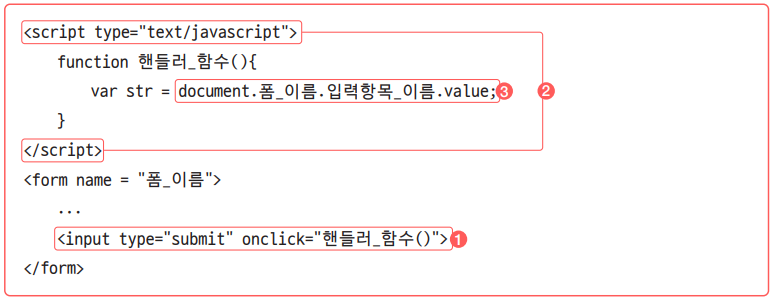 <script type="text/javascript">
function 핸들러_함수(){
var str = document.폼_이름.입력항목_이름.value; ❸ ❷
}
</script>
<form name = "폼_이름">
...
<input type="submit" onclick="핸들러_함수()"> ❶
</form>